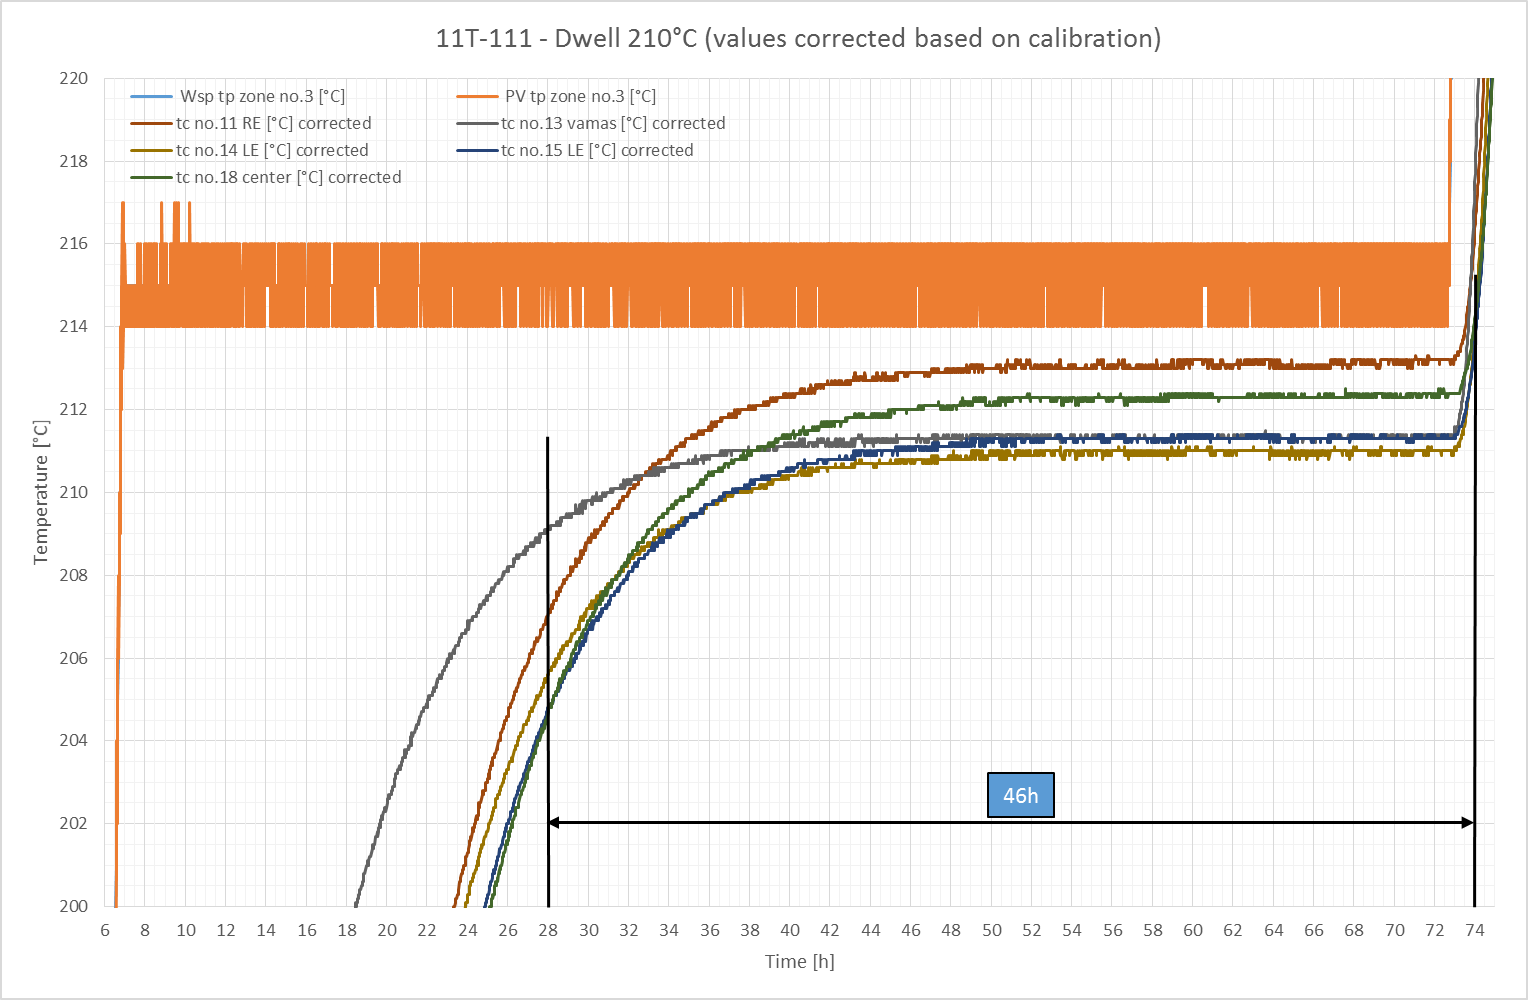 11T-111 - Dwell 210°C (values corrected based on calibration)
220
218
216
214
212
210
208
206
204
202
200
Temperature [°C]
Wsp tp zone no.3 [°C]
PV tp zone no.3 [°C]
tc no.11 RE [°C] corrected
tc no.13 vamas [°C] corrected
tc no.14 LE [°C] corrected
tc no.15 LE [°C] corrected
tc no.18 center [°C] corrected
46h
6 8 10 12 14 16 18 20 22 24 26 28 30 32 34 36 38 40 42 44 46 48 50 52 54 56 58 60 62 64 66 68 70 72 74
Time [h]